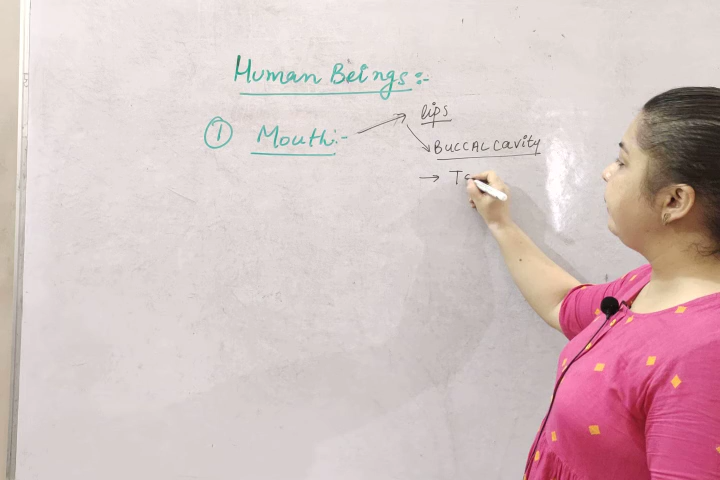 Human Beings:-
① Mouth:- → lips
→ BUCCAL Cavity
→ T